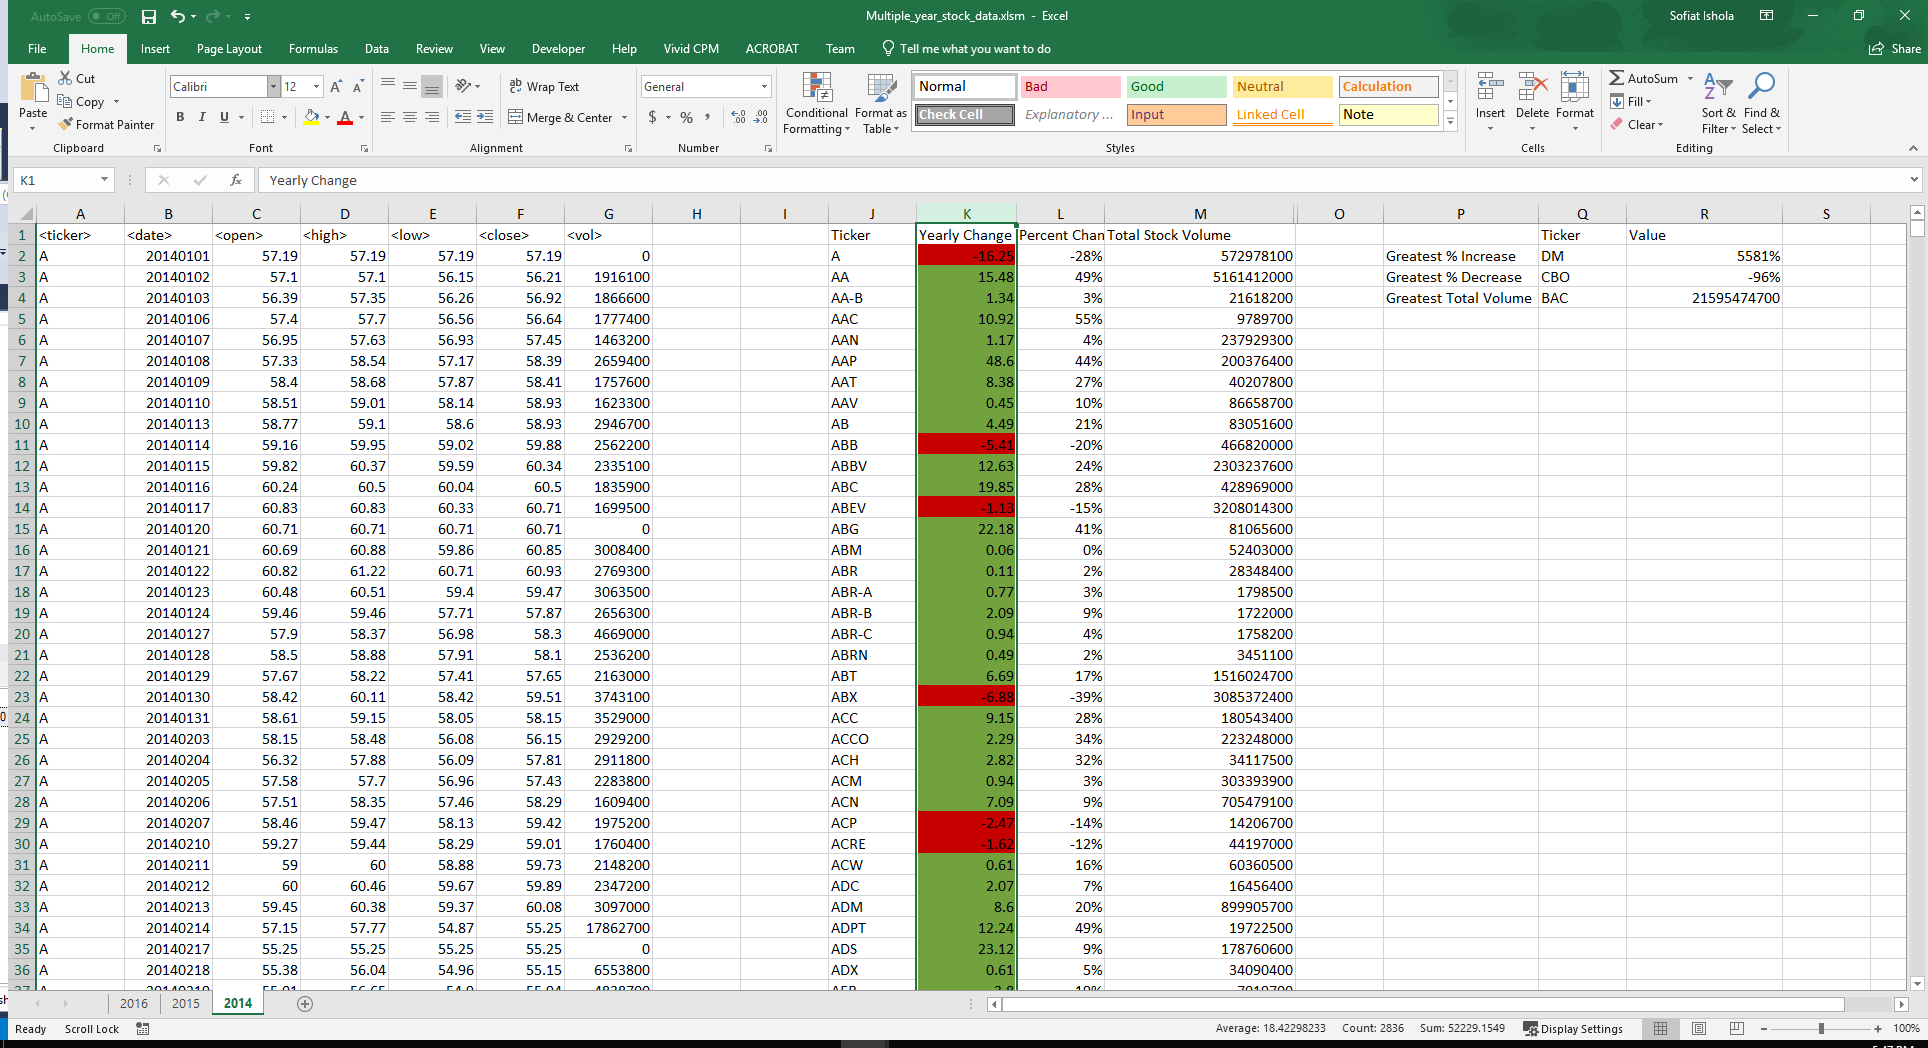 AutoSave Off Multiple_year_stock_data.xlsm - Excel Sofiat Ishola
File Home Insert Page Layout Formulas Data Review View Developer Help Vivid CPM ACROBAT Team Tell me what you want to do Share
Paste Cut Copy Format Painter Clipboard
Calibri 12 A A B I U A Font
Wrap Text Merge & Center Alignment
General $ % , Number
Conditional Formatting Format as Table
Normal Bad Good Neutral Calculation
Check Cell Explanatory ... Input Linked Cell Note
Styles
Insert Delete Format Cells
AutoSum Fill Clear Sort & Filter Find & Select Editing
K1 fx Yearly Change
A B C D E F G H I J K L M O P Q R S
1 <ticker> <date> <open> <high> <low> <close> <vol> Ticker Yearly Change Percent Chan Total Stock Volume Ticker Value
2 A 20140101 57.19 57.19 57.19 57.19 0 A -16.25 -28% 572978100 Greatest % Increase DM 5581%
3 A 20140102 57.1 57.1 56.15 56.21 1916100 AA 15.48 49% 5161412000 Greatest % Decrease CBO -96%
4 A 20140103 56.39 57.35 56.26 56.92 1866600 AA-B 1.34 3% 21618200 Greatest Total Volume BAC 21595474700
5 A 20140106 57.4 57.7 56.56 56.64 1777400 AAC 10.92 55% 9789700
6 A 20140107 56.95 57.63 56.93 57.45 1463200 AAN 1.17 4% 237929300
7 A 20140108 57.33 58.54 57.17 58.39 2659400 AAP 48.6 44% 200376400
8 A 20140109 58.4 58.68 57.87 58.41 1757600 AAT 8.38 27% 40207800
9 A 20140110 58.51 59.01 58.14 58.93 1623300 AAV 0.45 10% 86658700
10 A 20140113 58.77 59.1 58.6 58.93 2946700 AB 4.49 21% 83051600
11 A 20140114 59.16 59.95 59.02 59.88 2562200 ABB -5.41 -20% 466820000
12 A 20140115 59.82 60.37 59.59 60.34 2335100 ABBV 12.63 24% 2303237600
13 A 20140116 60.24 60.5 60.04 60.5 1835900 ABC 19.85 28% 428969000
14 A 20140117 60.83 60.83 60.33 60.71 1699500 ABEV -1.13 -15% 3208014300
15 A 20140120 60.71 60.71 60.71 60.71 0 ABG 22.18 41% 81065600
16 A 20140121 60.69 60.88 59.86 60.85 3008400 ABM 0.06 0% 52403000
17 A 20140122 60.82 61.22 60.71 60.93 2769300 ABR 0.11 2% 28348400
18 A 20140123 60.48 60.51 59.4 59.47 3063500 ABR-A 0.77 3% 1798500
19 A 20140124 59.46 59.46 57.71 57.87 2656300 ABR-B 2.09 9% 1722000
20 A 20140127 57.9 58.37 56.98 58.3 4669000 ABR-C 0.94 4% 1758200
21 A 20140128 58.5 58.88 57.91 58.1 2536200 ABRN 0.49 2% 3451100
22 A 20140129 57.67 58.22 57.41 57.65 2163000 ABT 6.69 17% 1516024700
23 A 20140130 58.42 60.11 58.42 59.51 3743100 ABX -6.88 -39% 3085372400
24 A 20140131 58.61 59.15 58.05 58.15 3529000 ACC 9.15 28% 180543400
25 A 20140203 58.15 58.48 56.08 56.15 2929200 ACCO 2.29 34% 223248000
26 A 20140204 56.32 57.88 56.09 57.81 2911800 ACH 2.82 32% 34117500
27 A 20140205 57.58 57.7 56.96 57.43 2283800 ACM 0.94 3% 303393900
28 A 20140206 57.51 58.35 57.46 58.29 1609400 ACN 7.09 9% 705479100
29 A 20140207 58.46 59.47 58.13 59.42 1975200 ACP -2.47 -14% 14206700
30 A 20140210 59.27 59.44 58.29 59.01 1760400 ACRE -1.62 -12% 44197000
31 A 20140211 59 60 58.88 59.73 2148200 ACW 0.61 16% 60360500
32 A 20140212 60 60.46 59.67 59.89 2347200 ADC 2.07 7% 16456400
33 A 20140213 59.45 60.38 59.37 60.08 3097000 ADM 8.6 20% 899905700
34 A 20140214 57.15 57.77 54.87 55.25 17862700 ADPT 12.24 49% 19722500
35 A 20140217 55.25 55.25 55.25 55.25 0 ADS 23.12 9% 178760600
36 A 20140218 55.38 56.04 54.96 55.15 6553800 ADX 0.61 5% 34090400
2016 2015 2014
Ready Scroll Lock Average: 18.42298233 Count: 2836 Sum: 52229.1549 Display Settings 100%